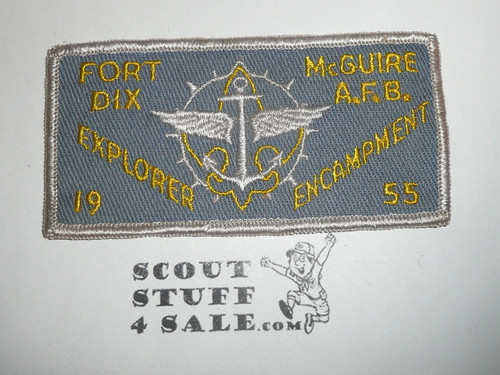 FORT McGUIRE
DIX A.F.B.
EXPLORER ENCAMPMENT
19 55
SCOUT
STUFF
4 SALE.com